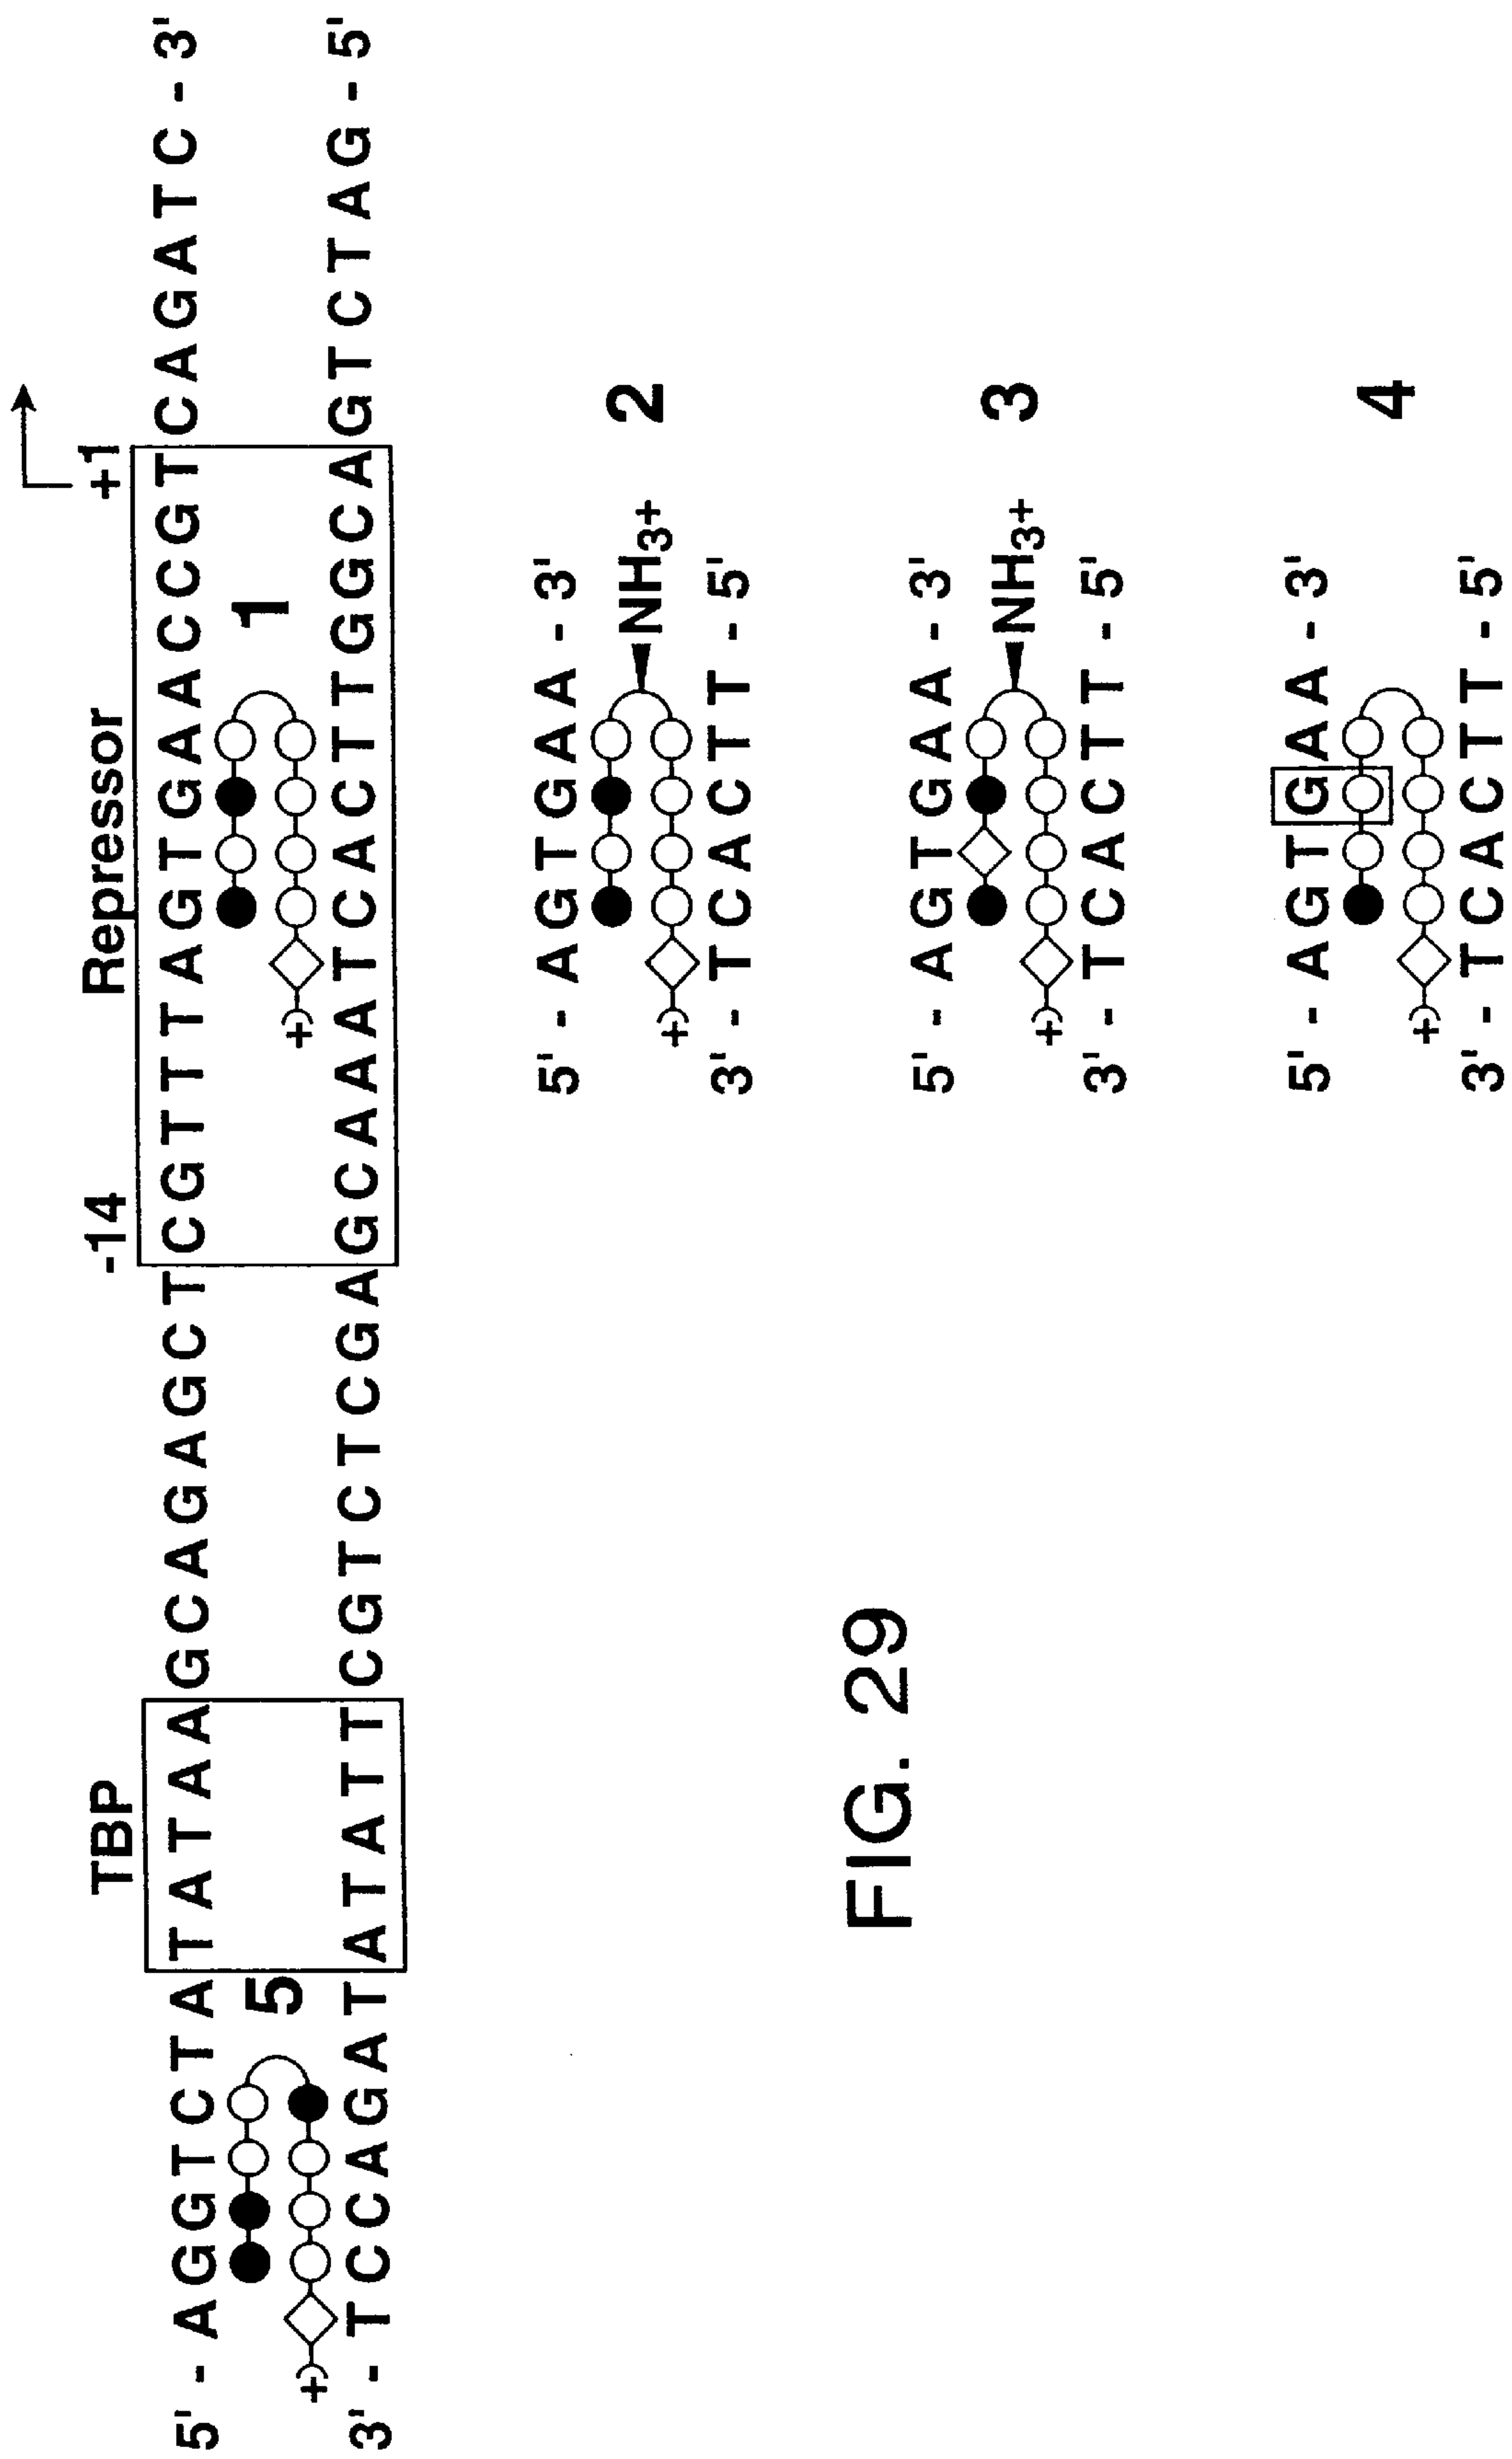 TBP -14 Repressor +1
5' - A G G T C T A T A T A A G C A G A G C T C G T T T A G T G A A C C G T C A G A T C - 3'
5 1
+ +
3' - T C C A G A T A T A T T C G T C T C G A G C A A A T C A C T T G G C A G T C T A G - 5'
5' - A G T G A A - 3'
+ NH3+ 2
3' - T C A C T T - 5'
5' - A G T G A A - 3'
+ NH3+ 3
3' - T C A C T T - 5'
5' - A G T G A A - 3'
+ 4
3' - T C A C T T - 5'
FIG. 29